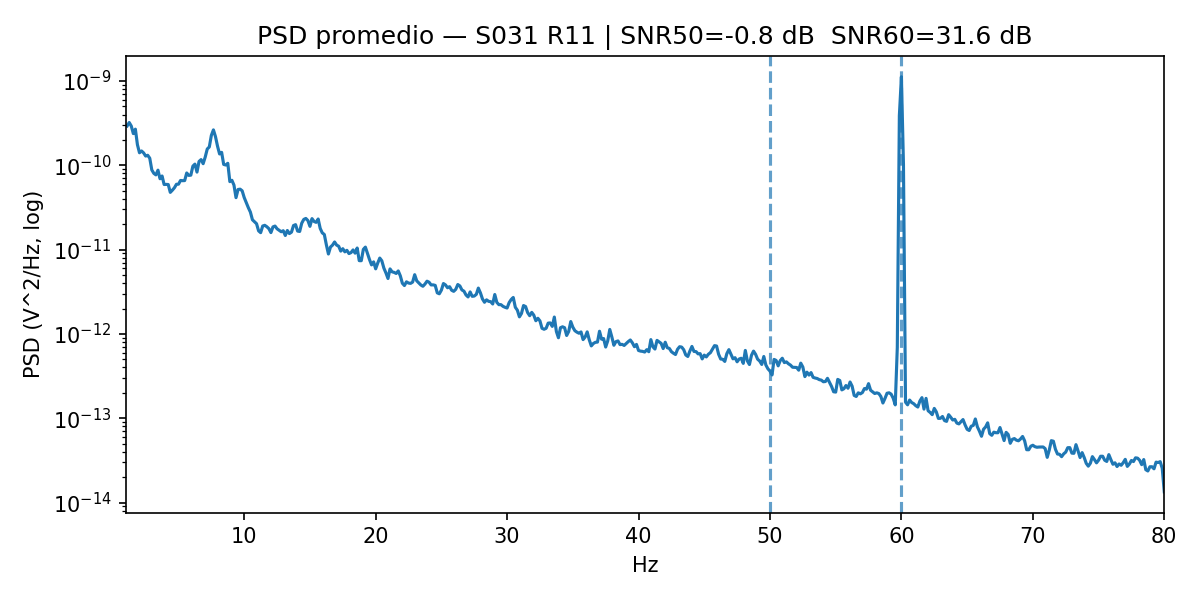 PSD promedio — S031 R11 | SNR50=-0.8 dB  SNR60=31.6 dB
PSD (V^2/Hz, log)
10⁻⁹
10⁻¹⁰
10⁻¹¹
10⁻¹²
10⁻¹³
10⁻¹⁴
10 20 30 40 50 60 70 80
Hz